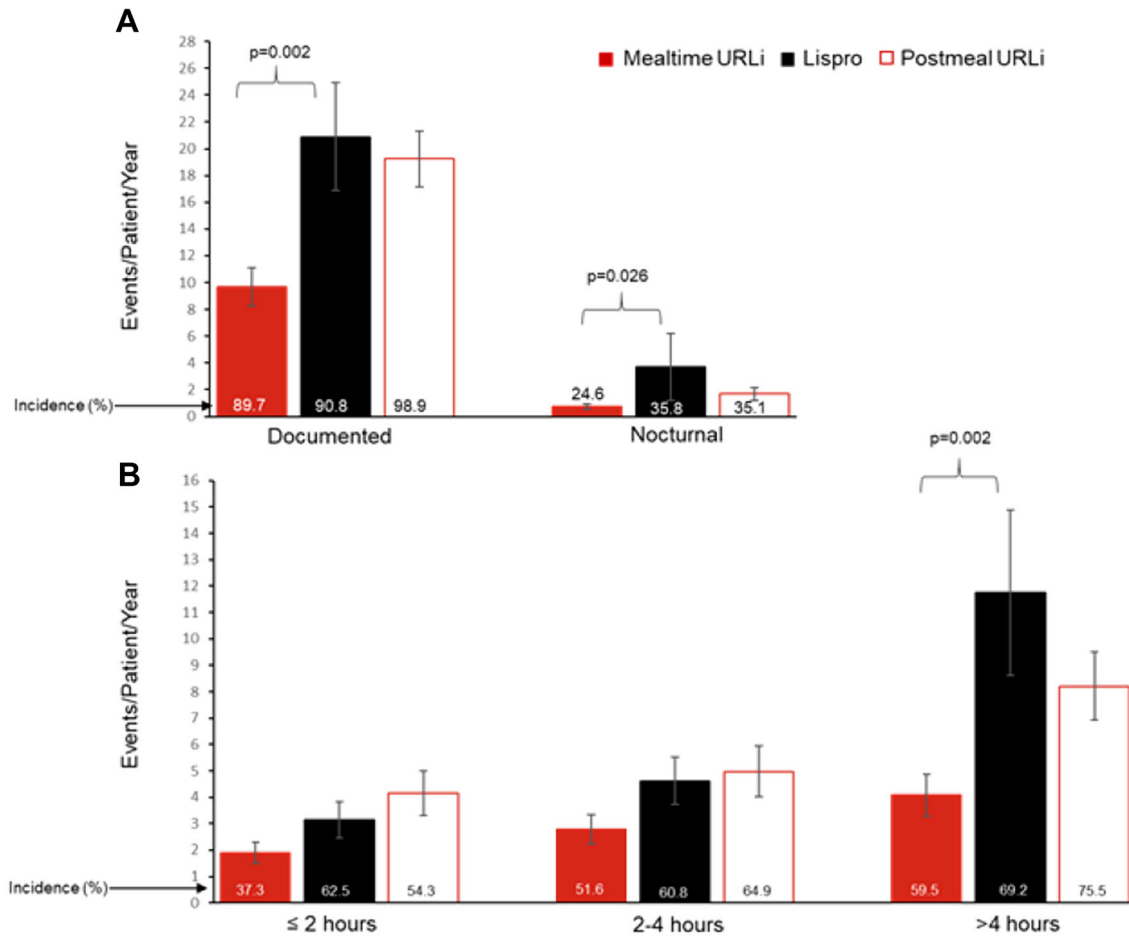 A
p=0.002
Mealtime URLi Lispro Postmeal URLi
28
26
24
22
20
18
16
14
12
10
8
6
4
2
0
Events/Patient/Year
p=0.026
Incidence (%)
89.7 90.8 98.9 24.6 35.8 35.1
Documented Nocturnal
B
p=0.002
16
15
14
13
12
11
10
9
8
7
6
5
4
3
2
1
0
Events/Patient/Year
Incidence (%)
37.3 62.5 54.3 51.6 60.8 64.9 59.5 69.2 75.5
≤ 2 hours 2-4 hours >4 hours